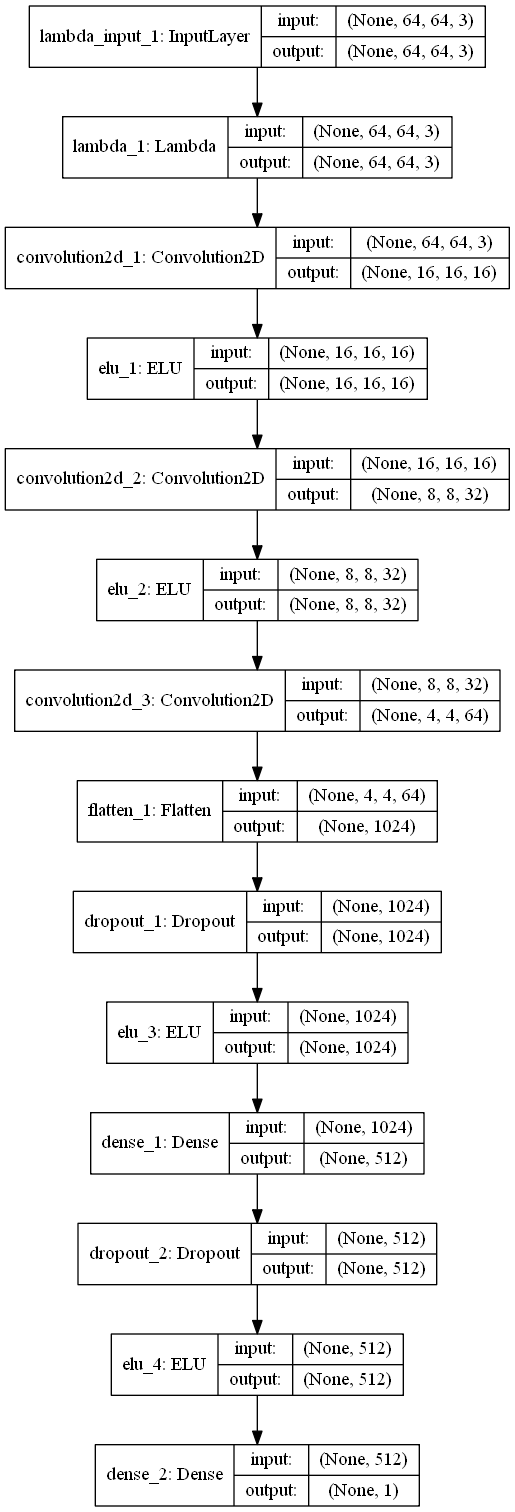 lambda_input_1: InputLayer input: (None, 64, 64, 3)
output: (None, 64, 64, 3)
lambda_1: Lambda input: (None, 64, 64, 3)
output: (None, 64, 64, 3)
convolution2d_1: Convolution2D input: (None, 64, 64, 3)
output: (None, 16, 16, 16)
elu_1: ELU input: (None, 16, 16, 16)
output: (None, 16, 16, 16)
convolution2d_2: Convolution2D input: (None, 16, 16, 16)
output: (None, 8, 8, 32)
elu_2: ELU input: (None, 8, 8, 32)
output: (None, 8, 8, 32)
convolution2d_3: Convolution2D input: (None, 8, 8, 32)
output: (None, 4, 4, 64)
flatten_1: Flatten input: (None, 4, 4, 64)
output: (None, 1024)
dropout_1: Dropout input: (None, 1024)
output: (None, 1024)
elu_3: ELU input: (None, 1024)
output: (None, 1024)
dense_1: Dense input: (None, 1024)
output: (None, 512)
dropout_2: Dropout input: (None, 512)
output: (None, 512)
elu_4: ELU input: (None, 512)
output: (None, 512)
dense_2: Dense input: (None, 512)
output: (None, 1)